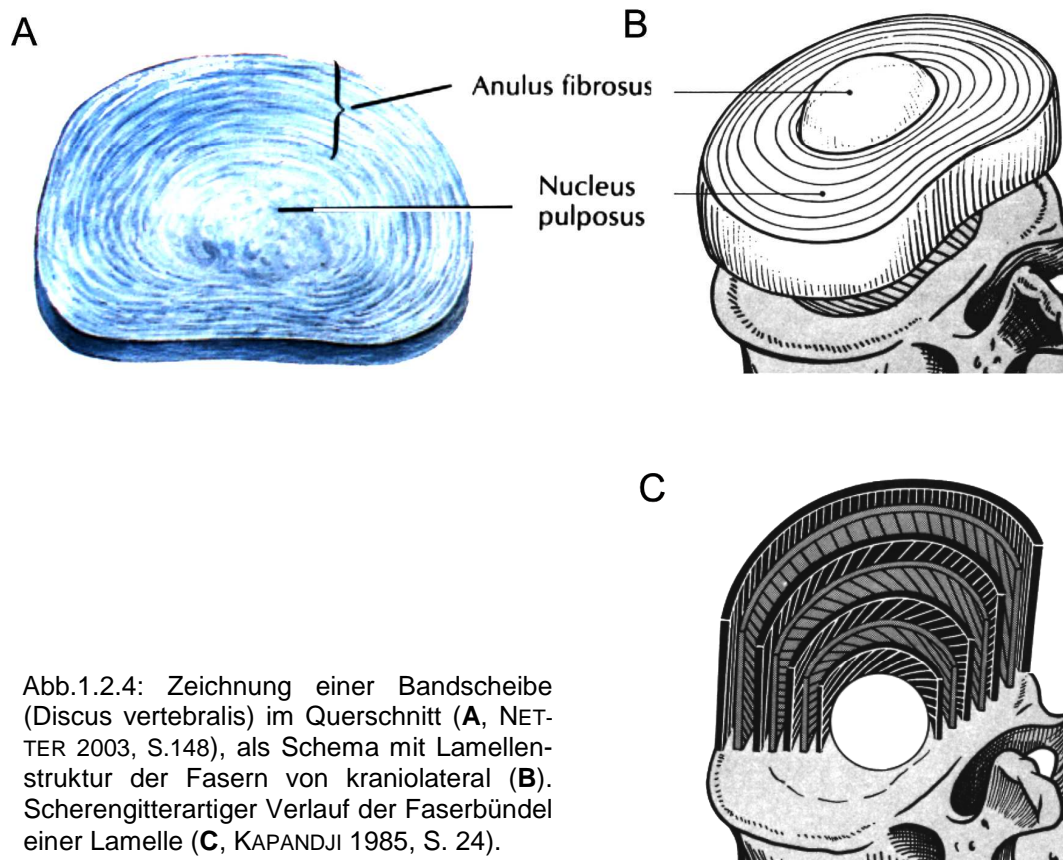 A
B
Anulus fibrosus
Nucleus
pulposus
C
Abb.1.2.4: Zeichnung einer Bandscheibe
(Discus vertebralis) im Querschnitt (A, NET-
TER 2003, S.148), als Schema mit Lamellen-
struktur der Fasern von kraniolateral (B).
Scherengitterartiger Verlauf der Faserbündel
einer Lamelle (C, KAPANDJI 1985, S. 24).